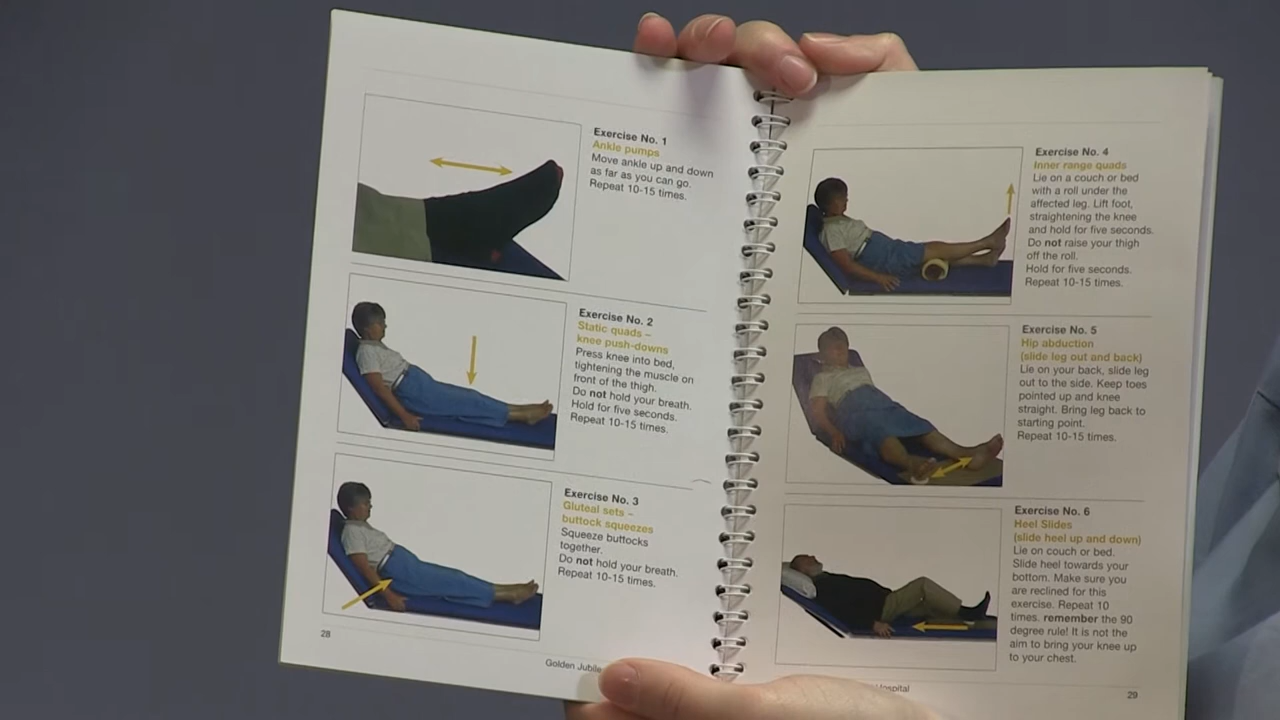 Exercise No. 1
Ankle pumps
Move ankle up and down
as far as you can go.
Repeat 10-15 times.
Exercise No. 2
Static quads –
knee push-downs
Press knee into bed,
tightening the muscle on
front of the thigh.
Do not hold your breath.
Hold for five seconds.
Repeat 10-15 times.
Exercise No. 3
Gluteal sets –
buttock squeezes
Squeeze buttocks
together.
Do not hold your breath.
Repeat 10-15 times.
28
Golden Jubile
Exercise No. 4
Inner range quads
Lie on a couch or bed
with a roll under the
affected leg. Lift foot,
straightening the knee
and hold for five seconds.
Do not raise your thigh
off the roll.
Hold for five seconds.
Repeat 10-15 times.
Exercise No. 5
Hip abduction
(slide leg out and back)
Lie on your back, slide leg
out to the side. Keep toes
pointed up and knee
straight. Bring leg back to
starting point.
Repeat 10-15 times.
Exercise No. 6
Heel Slides
(slide heel up and down)
Lie on couch or bed.
Slide heel towards your
bottom. Make sure you
are reclined for this
exercise. Repeat 10
times. remember the 90
degree rule! It is not the
aim to bring your knee up
to your chest.
Hospital
29